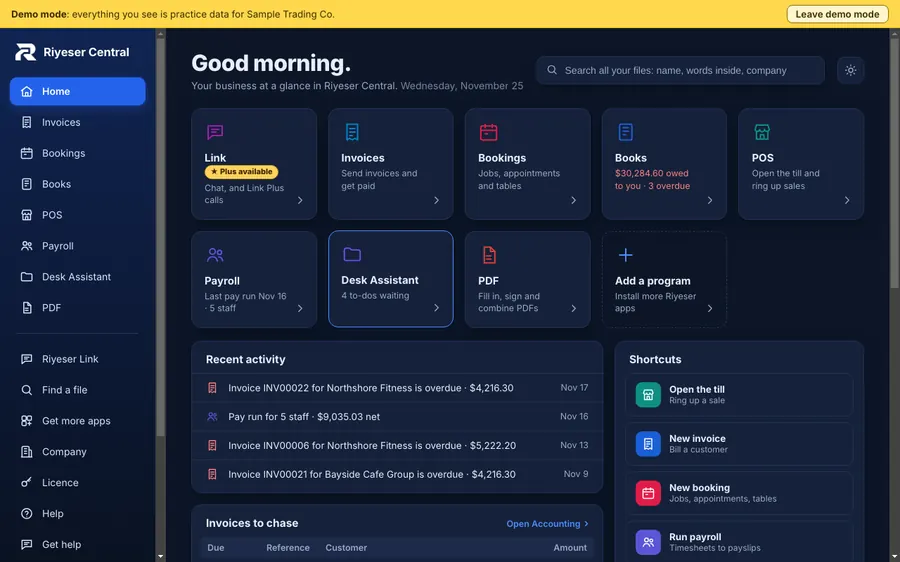 Demo mode: everything you see is practice data for Sample Trading Co.
Leave demo mode
Riyeser Central
Home
Invoices
Bookings
Books
POS
Payroll
Desk Assistant
PDF
Riyeser Link
Find a file
Get more apps
Company
Licence
Help
Get help
Good morning.
Your business at a glance in Riyeser Central. Wednesday, November 25
Search all your files: name, words inside, company
Link
★ Plus available
Chat, and Link Plus
calls
Invoices
Send invoices and
get paid
Bookings
Jobs, appointments
and tables
Books
$30,284.60 owed
to you · 3 overdue
POS
Open the till and
ring up sales
Payroll
Last pay run Nov 16
· 5 staff
Desk Assistant
4 to-dos waiting
PDF
Fill in, sign and
combine PDFs
Add a program
Install more Riyeser
apps
Recent activity
Invoice INV00022 for Northshore Fitness is overdue · $4,216.30
Nov 17
Pay run for 5 staff · $9,035.03 net
Nov 16
Invoice INV00006 for Northshore Fitness is overdue · $5,222.20
Nov 13
Invoice INV00021 for Bayside Cafe Group is overdue · $4,216.30
Nov 9
Invoices to chase
Open Accounting
Due
Reference
Customer
Amount
Shortcuts
Open the till
Ring up a sale
New invoice
Bill a customer
New booking
Jobs, appointments, tables
Run payroll
Timesheets to payslips